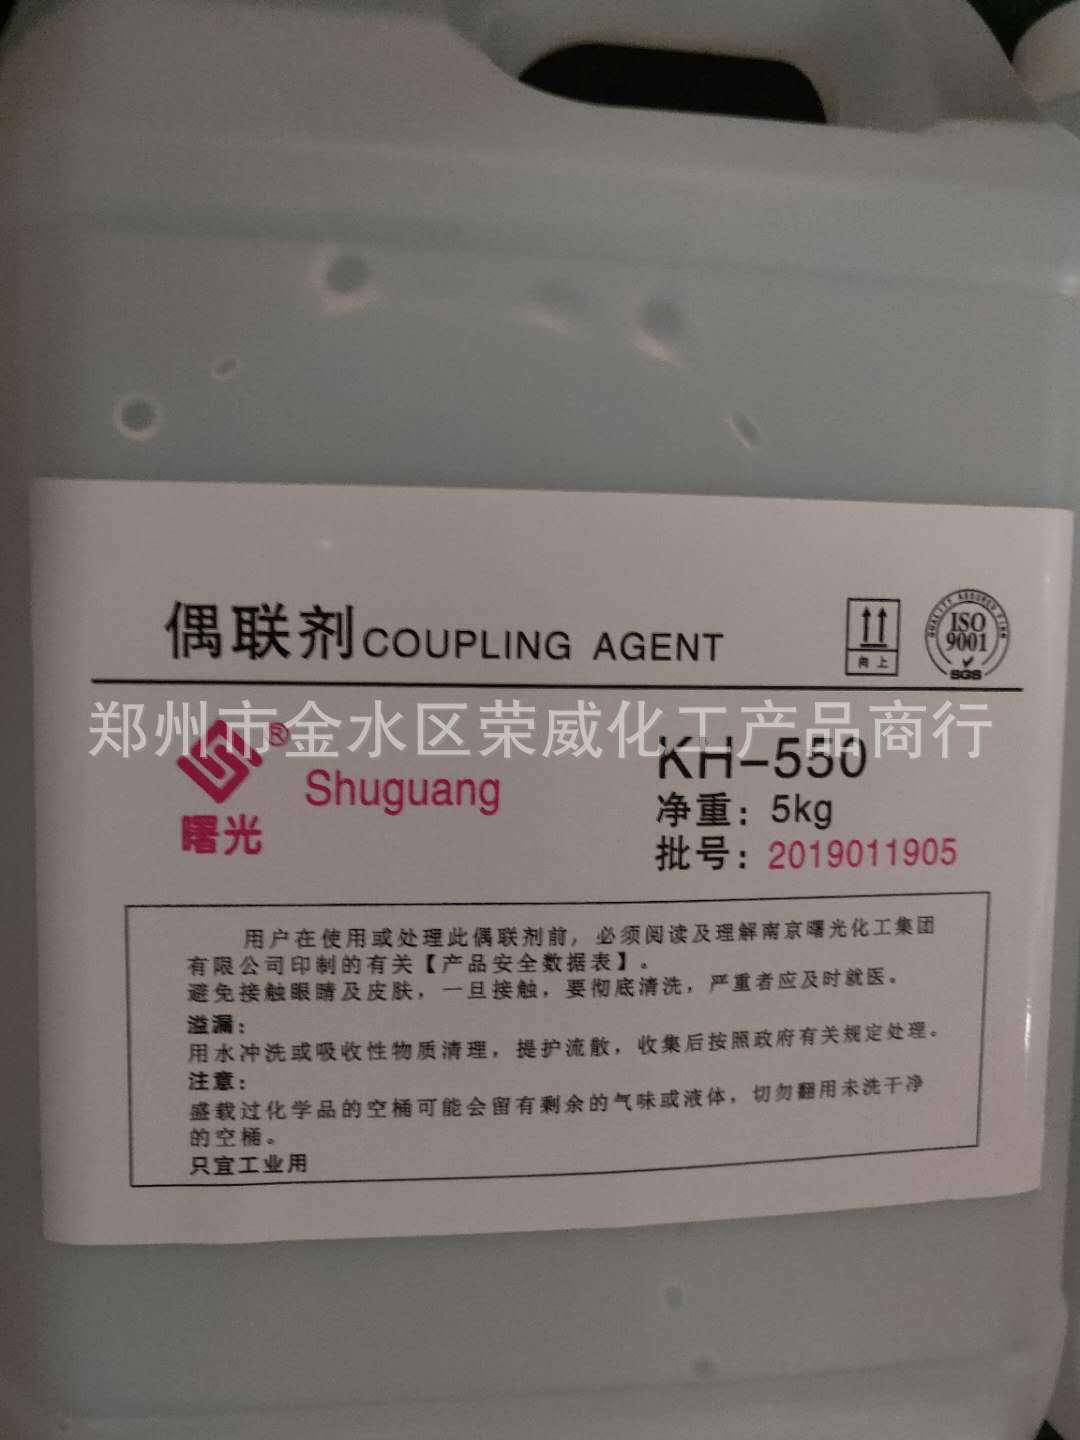 偶联剂COUPLING AGENT
向上
QUALITY ASSURED FIRM
ISO
9001
SGS
郑州市金水区荣威化工产品商行
®
Shuguang
曙光
KH-550
净重：5kg
批号：2019011905
用户在使用或处理此偶联剂前，必须阅读及理解南京曙光化工集团
有限公司印制的有关【产品安全数据表】。
避免接触眼睛及皮肤，一旦接触，要彻底清洗，严重者应及时就医。
溢漏：
用水冲洗或吸收性物质清理，提护流散，收集后按照政府有关规定处理。
注意：
盛载过化学品的空桶可能会留有剩余的气味或液体，切勿翻用未洗干净
的空桶。
只宜工业用